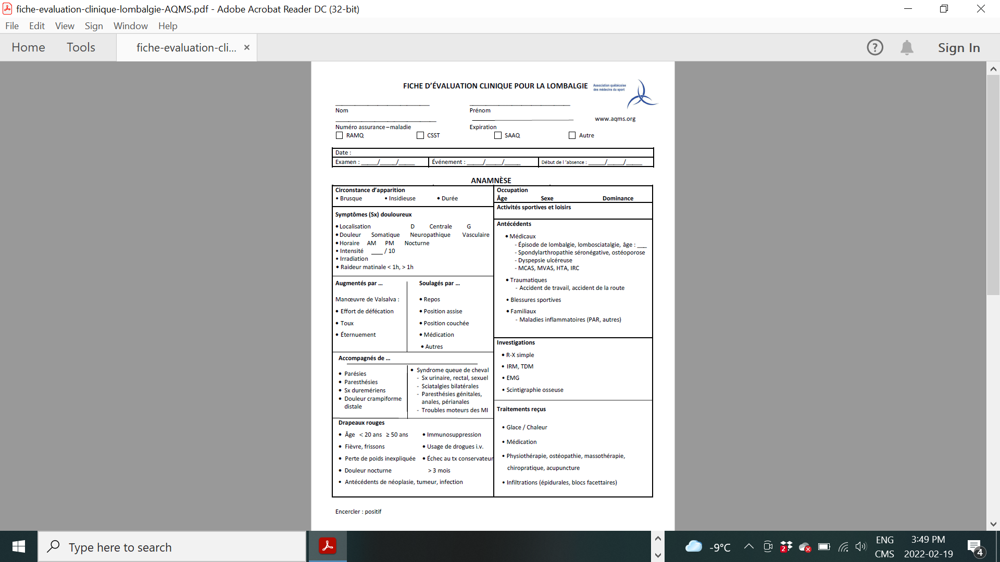 fiche-evaluation-clinique-lombalgie-AQMS.pdf - Adobe Acrobat Reader DC (32-bit)
File Edit View Sign Window Help
Home Tools fiche-evaluation-cli... × ? Sign In
FICHE D’ÉVALUATION CLINIQUE POUR LA LOMBALGIE
Association québécoise
des médecins du sport
Nom Prénom
www.aqms.org
Numéro assurance – maladie Expiration
RAMQ CSST SAAQ Autre
Date :
Examen : _____/_____/_____ Événement : _____/_____/_____ Début de l ’absence : _____/_____/_____
ANAMNÈSE
Circonstance d’apparition
• Brusque • Insidieuse • Durée
Symptômes (Sx) douloureux
• Localisation D Centrale G
• Douleur Somatique Neuropathique Vasculaire
• Horaire AM PM Nocturne
• Intensité ____ / 10
• Irradiation
• Raideur matinale < 1h, > 1h
Augmentés par ...
Manœuvre de Valsalva :
• Effort de défécation
• Toux
• Éternuement
Soulagés par ...
• Repos
• Position assise
• Position couchée
• Médication
• Autres
Accompagnés de ...
• Parésies
• Paresthésies
• Sx duremériens
• Douleur crampiforme
distale
• Syndrome queue de cheval
- Sx urinaire, rectal, sexuel
- Sciatalgies bilatérales
- Paresthésies génitales,
anales, périanales
- Troubles moteurs des MI
Drapeaux rouges
• Âge < 20 ans ≥ 50 ans
• Fièvre, frissons
• Perte de poids inexpliquée
• Douleur nocturne
• Antécédents de néoplasie, tumeur, infection
• Immunosuppression
• Usage de drogues i.v.
• Échec au tx conservateur
> 3 mois
Occupation
Âge Sexe Dominance
Activités sportives et loisirs
Antécédents
• Médicaux
- Épisode de lombalgie, lombosciatalgie, âge : ___
- Spondylarthropathie séronégative, ostéoporose
- Dyspepsie ulcéreuse
- MCAS, MVAS, HTA, IRC
• Traumatiques
- Accident de travail, accident de la route
• Blessures sportives
• Familiaux
- Maladies inflammatoires (PAR, autres)
Investigations
• R-X simple
• IRM, TDM
• EMG
• Scintigraphie osseuse
Traitements reçus
• Glace / Chaleur
• Médication
• Physiothérapie, ostéopathie, massothérapie,
chiropratique, acupuncture
• Infiltrations (épidurales, blocs facettaires)
Encercler : positif
Type here to search
-9°C
2
ENG
CMS
3:49 PM
2022-02-19
4